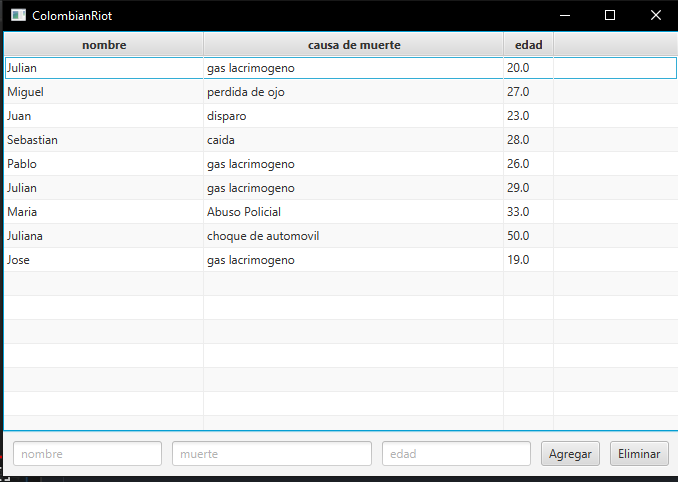 ColombianRiot
nombre causa de muerte edad
Julian gas lacrimogeno 20.0
Miguel perdida de ojo 27.0
Juan disparo 23.0
Sebastian caida 28.0
Pablo gas lacrimogeno 26.0
Julian gas lacrimogeno 29.0
Maria Abuso Policial 33.0
Juliana choque de automovil 50.0
Jose gas lacrimogeno 19.0
nombre muerte edad Agregar Eliminar